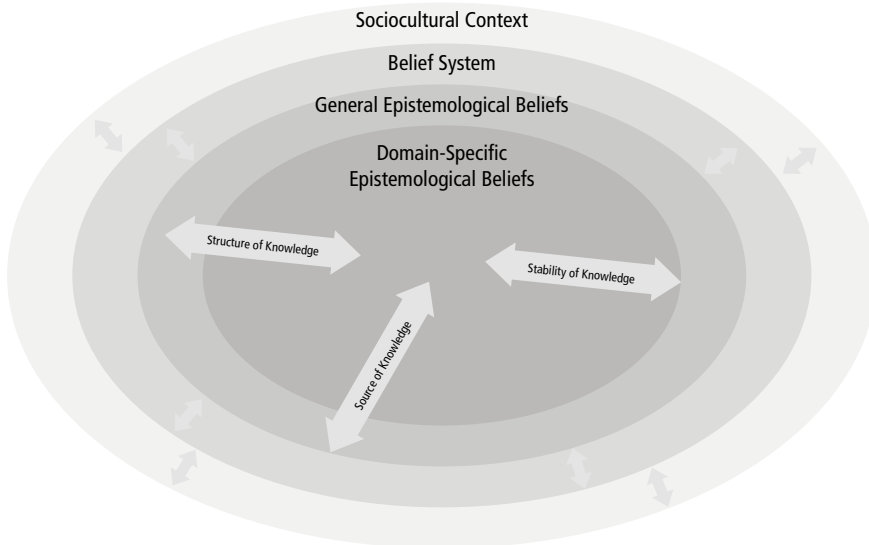 Sociocultural Context
Belief System
General Epistemological Beliefs
Domain-Specific
Epistemological Beliefs
Structure of Knowledge
Stability of Knowledge
Source of Knowledge